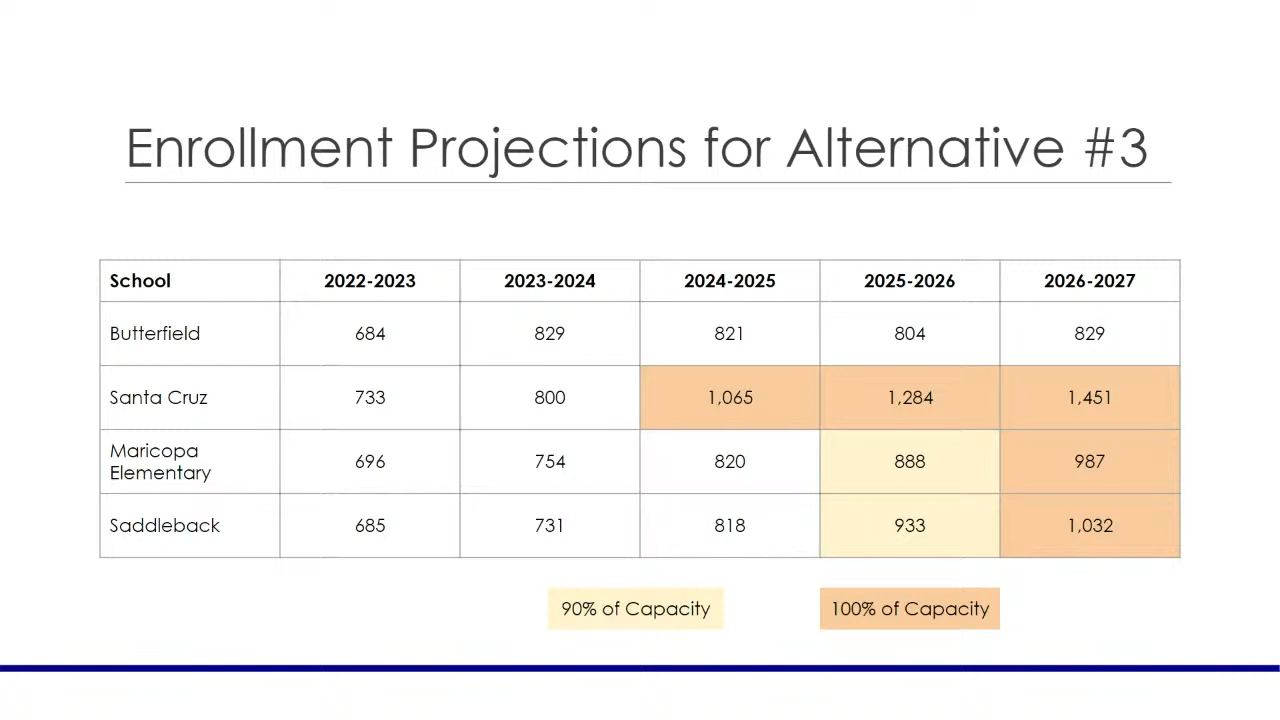 Enrollment Projections for Alternative #3
School 2022-2023 2023-2024 2024-2025 2025-2026 2026-2027
Butterfield 684 829 821 804 829
Santa Cruz 733 800 1,065 1,284 1,451
Maricopa
Elementary 696 754 820 888 987
Saddleback 685 731 818 933 1,032
90% of Capacity 100% of Capacity